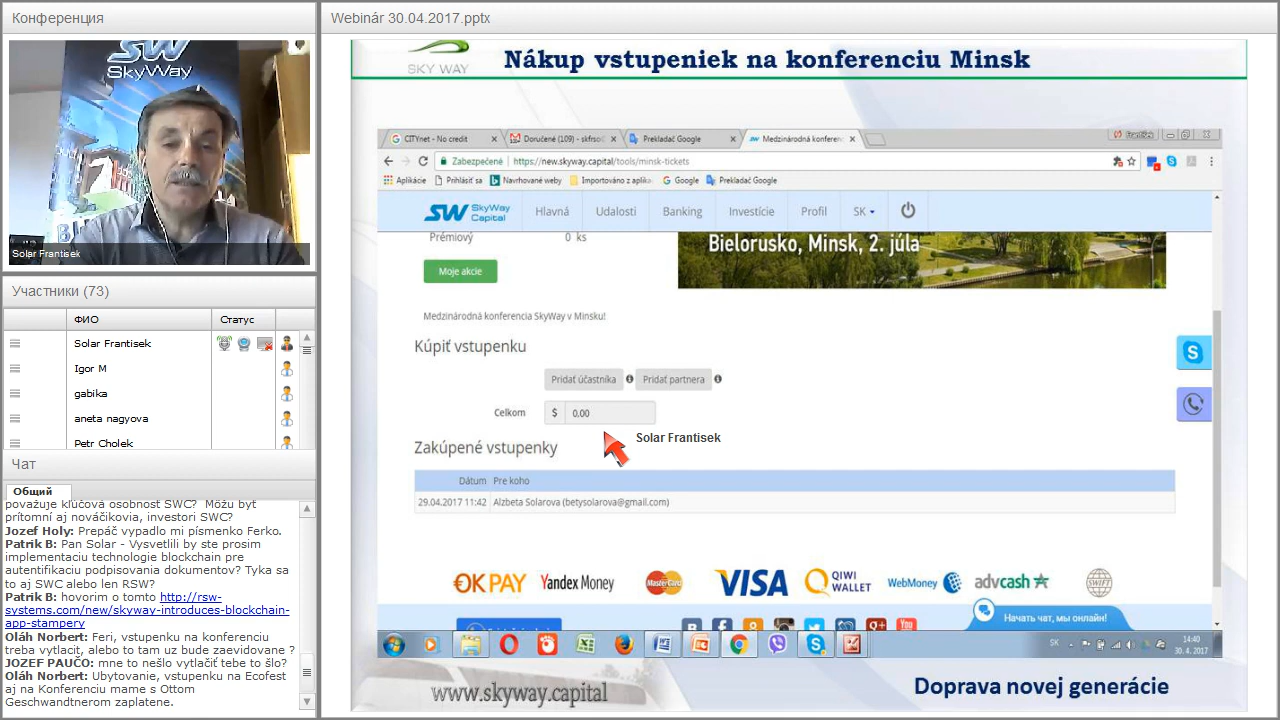 Конференция
SW
SkyWay
Solar Frantisek
Участники (73)
ФИО
Статус
Solar Frantisek
Igor M
gabika
aneta nagyova
Petr Cholek
Чат
Общий
považuje kľúčová osobnosť SWC? Môžu byť
prítomní aj nováčikovia, investori SWC?
Jozef Holy: Prepáč vypadlo mi písmenko Ferko.
Patrik B: Pan Solar - Vysvetlili by ste prosim
implementaciu technologie blockchain pre
autentifikaciu podpisovania dokumentov? Tyka sa
to aj SWC alebo len RSW?
Patrik B: hovorim o tomto http://rsw-
systems.com/new/skyway-introduces-blockchain-
app-stampery
Oláh Norbert: Feri, vstupenku na konferenciu
treba vytlacit, alebo ma tam uz bude zavidovane ?
JOZEF PAUČO: mne to nešlo vytlačiť tebe to šlo?
Oláh Norbert: Ubytovanie, vstupenku na Ecofest
aj na Konferenciu mame s Ottom
Geschwandtnerom zaplatene.
Webinár 30.04.2017.pptx
SKY WAY
Nákup vstupeniek na konferenciu Minsk
CITYnet - No credit
Doručené (109) - skfrso
Prekladač Google
Medzinárodná konferen
František
Zabezpečené
https://new.skyway.capital/tools/minsk-tickets
Aplikácie
Prihlásiť sa
Navrhované weby
Importováno z aplika
Google
Prekladač Google
SW SkyWay Capital
Hlavná
Udalosti
Banking
Investície
Profil
SK
Prémiový
0 ks
Moje akcie
Bielorusko, Minsk, 2. júla
Medzinárodná konferencia SkyWay v Minsku!
Kúpiť vstupenku
Pridať účastníka
Pridať partnera
Celkom
$
0.00
Solar Frantisek
Zakúpené vstupenky
Dátum
Pre koho
29.04.2017 11:42
Alzbeta Solarova (betysolarova@gmail.com)
OKPAY
Yandex Money
MasterCard
VISA
QIWI WALLET
WebMoney
advcash
SWIFT
Начать чат, мы онлайн!
SK
14:40
30. 4. 2017
www.skyway.capital
Doprava novej generácie